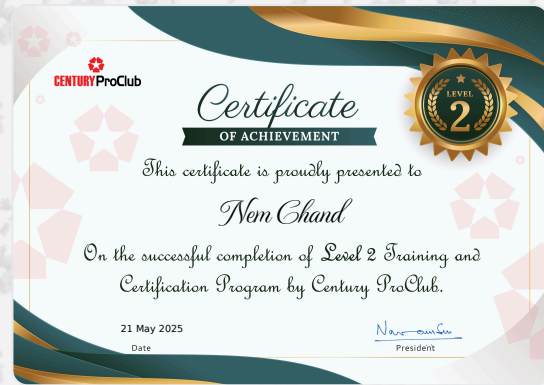 CENTURY ProClub
LEVEL
2
Certificate
OF ACHIEVEMENT
This certificate is proudly presented to
Nem Chand
On the successful completion of Level 2 Training and
Certification Program by Century ProClub.
21 May 2025
Date
President